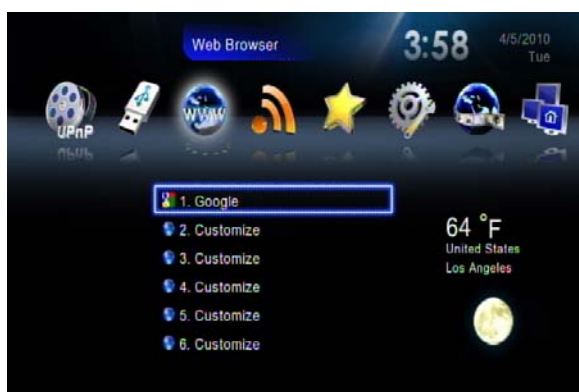 Web Browser
3:58
4/5/2010
Tue
UPnP
WWW
1. Google
2. Customize
3. Customize
4. Customize
5. Customize
6. Customize
64 °F
United States
Los Angeles